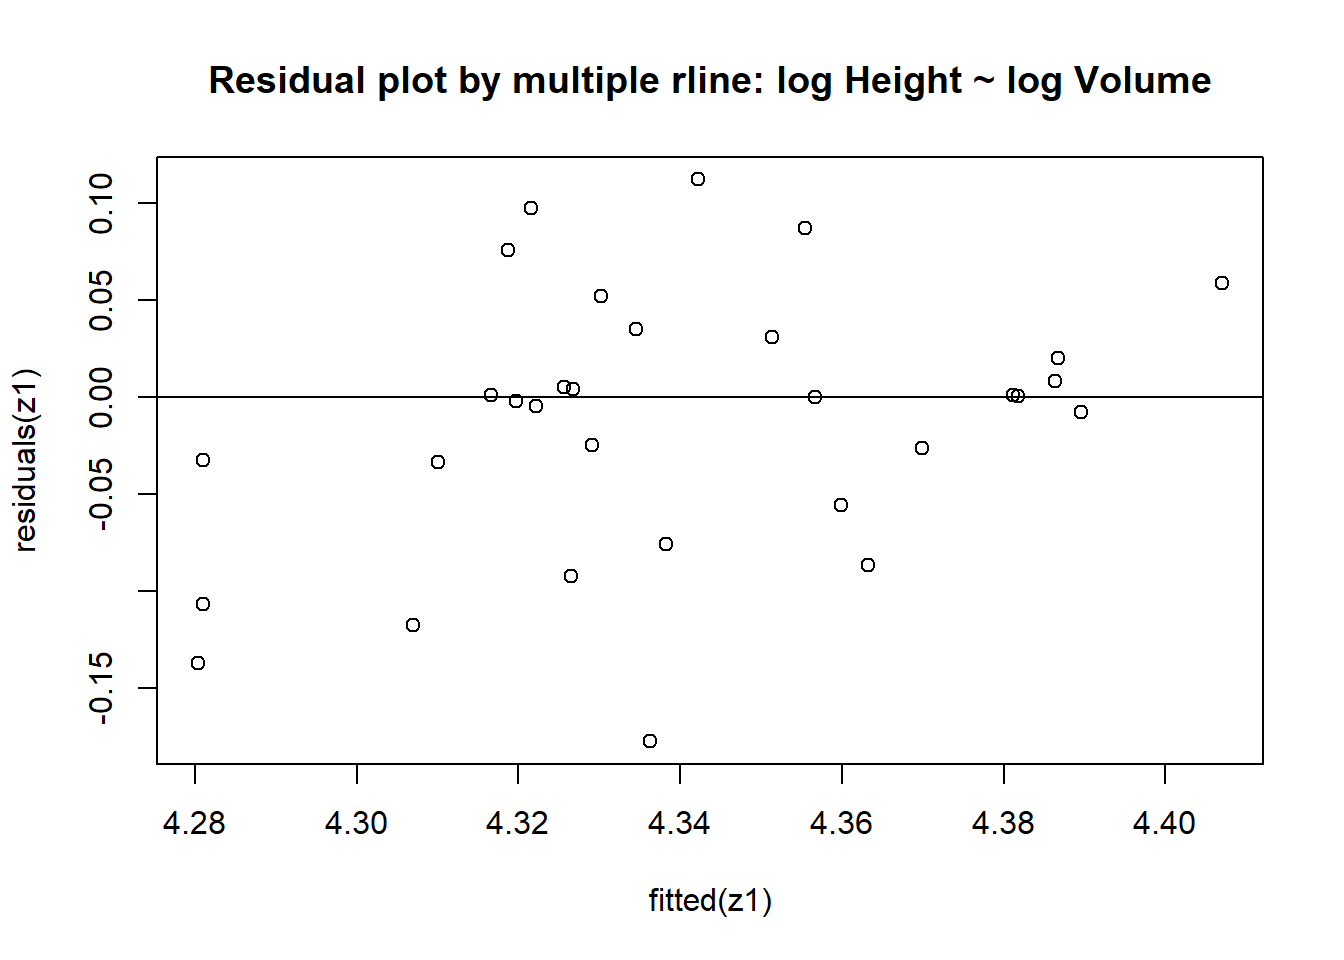 Residual plot by multiple rline: log Height ~ log Volume
residuals(z1)
0.10
0.05
0.00
-0.05
-0.15
4.28 4.30 4.32 4.34 4.36 4.38 4.40
fitted(z1)